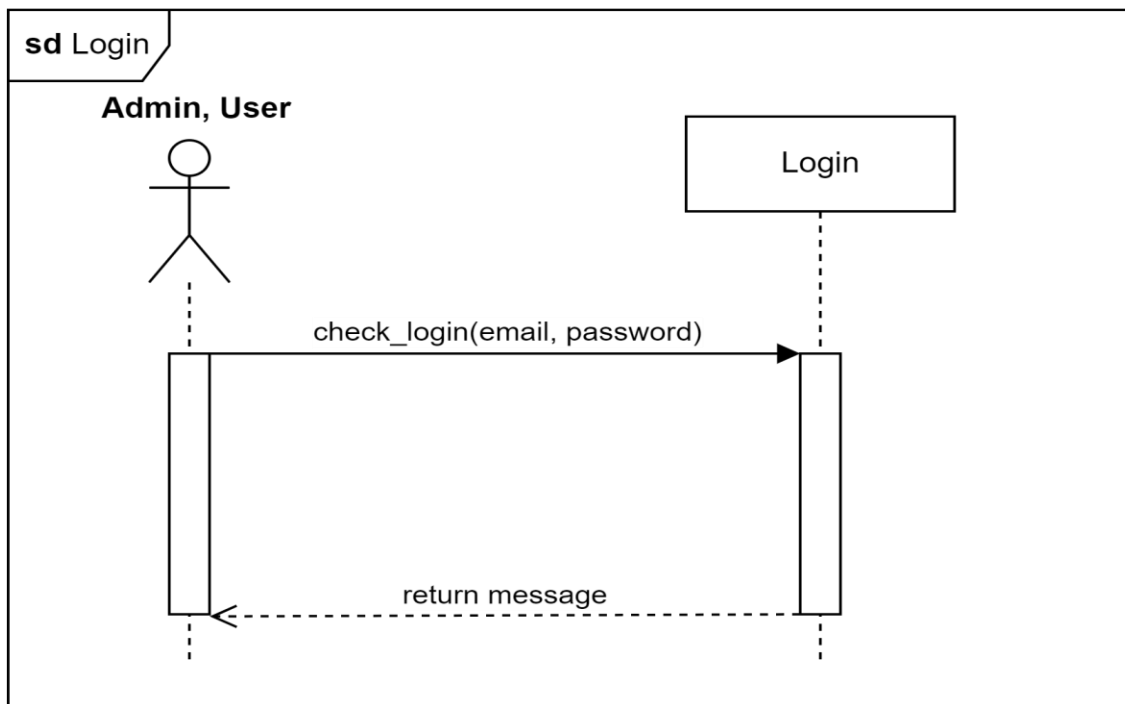 sd Login
Admin, User
Login
check_login(email, password)
return message